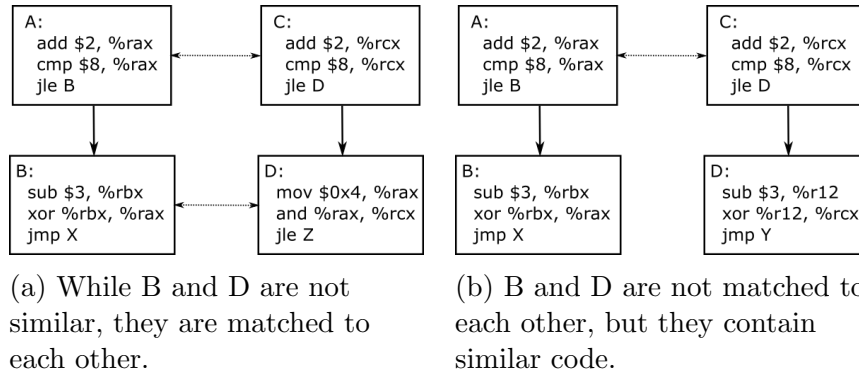 A:
add $2, %rax
cmp $8, %rax
jle B
C:
add $2, %rcx
cmp $8, %rcx
jle D
B:
sub $3, %rbx
xor %rbx, %rax
jmp X
D:
mov $0x4, %rax
and %rax, %rcx
jle Z
(a) While B and D are not
similar, they are matched to
each other.
A:
add $2, %rax
cmp $8, %rax
jle B
C:
add $2, %rcx
cmp $8, %rcx
jle D
B:
sub $3, %rbx
xor %rbx, %rax
jmp X
D:
sub $3, %r12
xor %r12, %rcx
jmp Y
(b) B and D are not matched to
each other, but they contain
similar code.